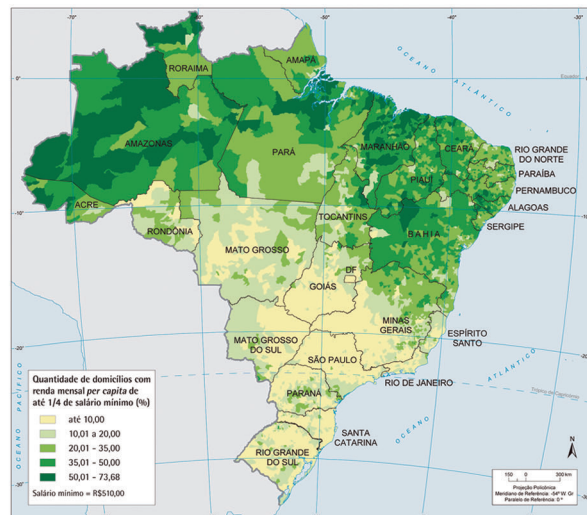 -70°
-60°
-50°
-40°
OCEANO ATLÂNTICO
Equador
0°
RORAIMA
AMAPÁ
AMAZONAS
PARÁ
MARANHÃO
CEARÁ
RIO GRANDE
DO NORTE
PARAÍBA
PIAUÍ
PERNAMBUCO
ALAGOAS
SERGIPE
ACRE
-10°
RONDÔNIA
TOCANTINS
BAHIA
MATO GROSSO
DF
GOIÁS
MINAS
GERAIS
ESPÍRITO
SANTO
MATO GROSSO
DO SUL
SÃO PAULO
RIO DE JANEIRO
-20°
OCEANO PACÍFICO
OCEANO ATLÂNTICO
PARANÁ
SANTA
CATARINA
RIO GRANDE
DO SUL
-30°
Quantidade de domicílios com
renda mensal per capita de
até 1/4 de salário mínimo (%)
até 10,00
10,01 a 20,00
20,01 - 35,00
35,01 - 50,00
50,01 - 73,68
Salário mínimo = R$510,00
N
150 0 300 km
Projeção Policônica
Meridiano de Referência: -54° W. Gr
Paralelo de Referência: 0°